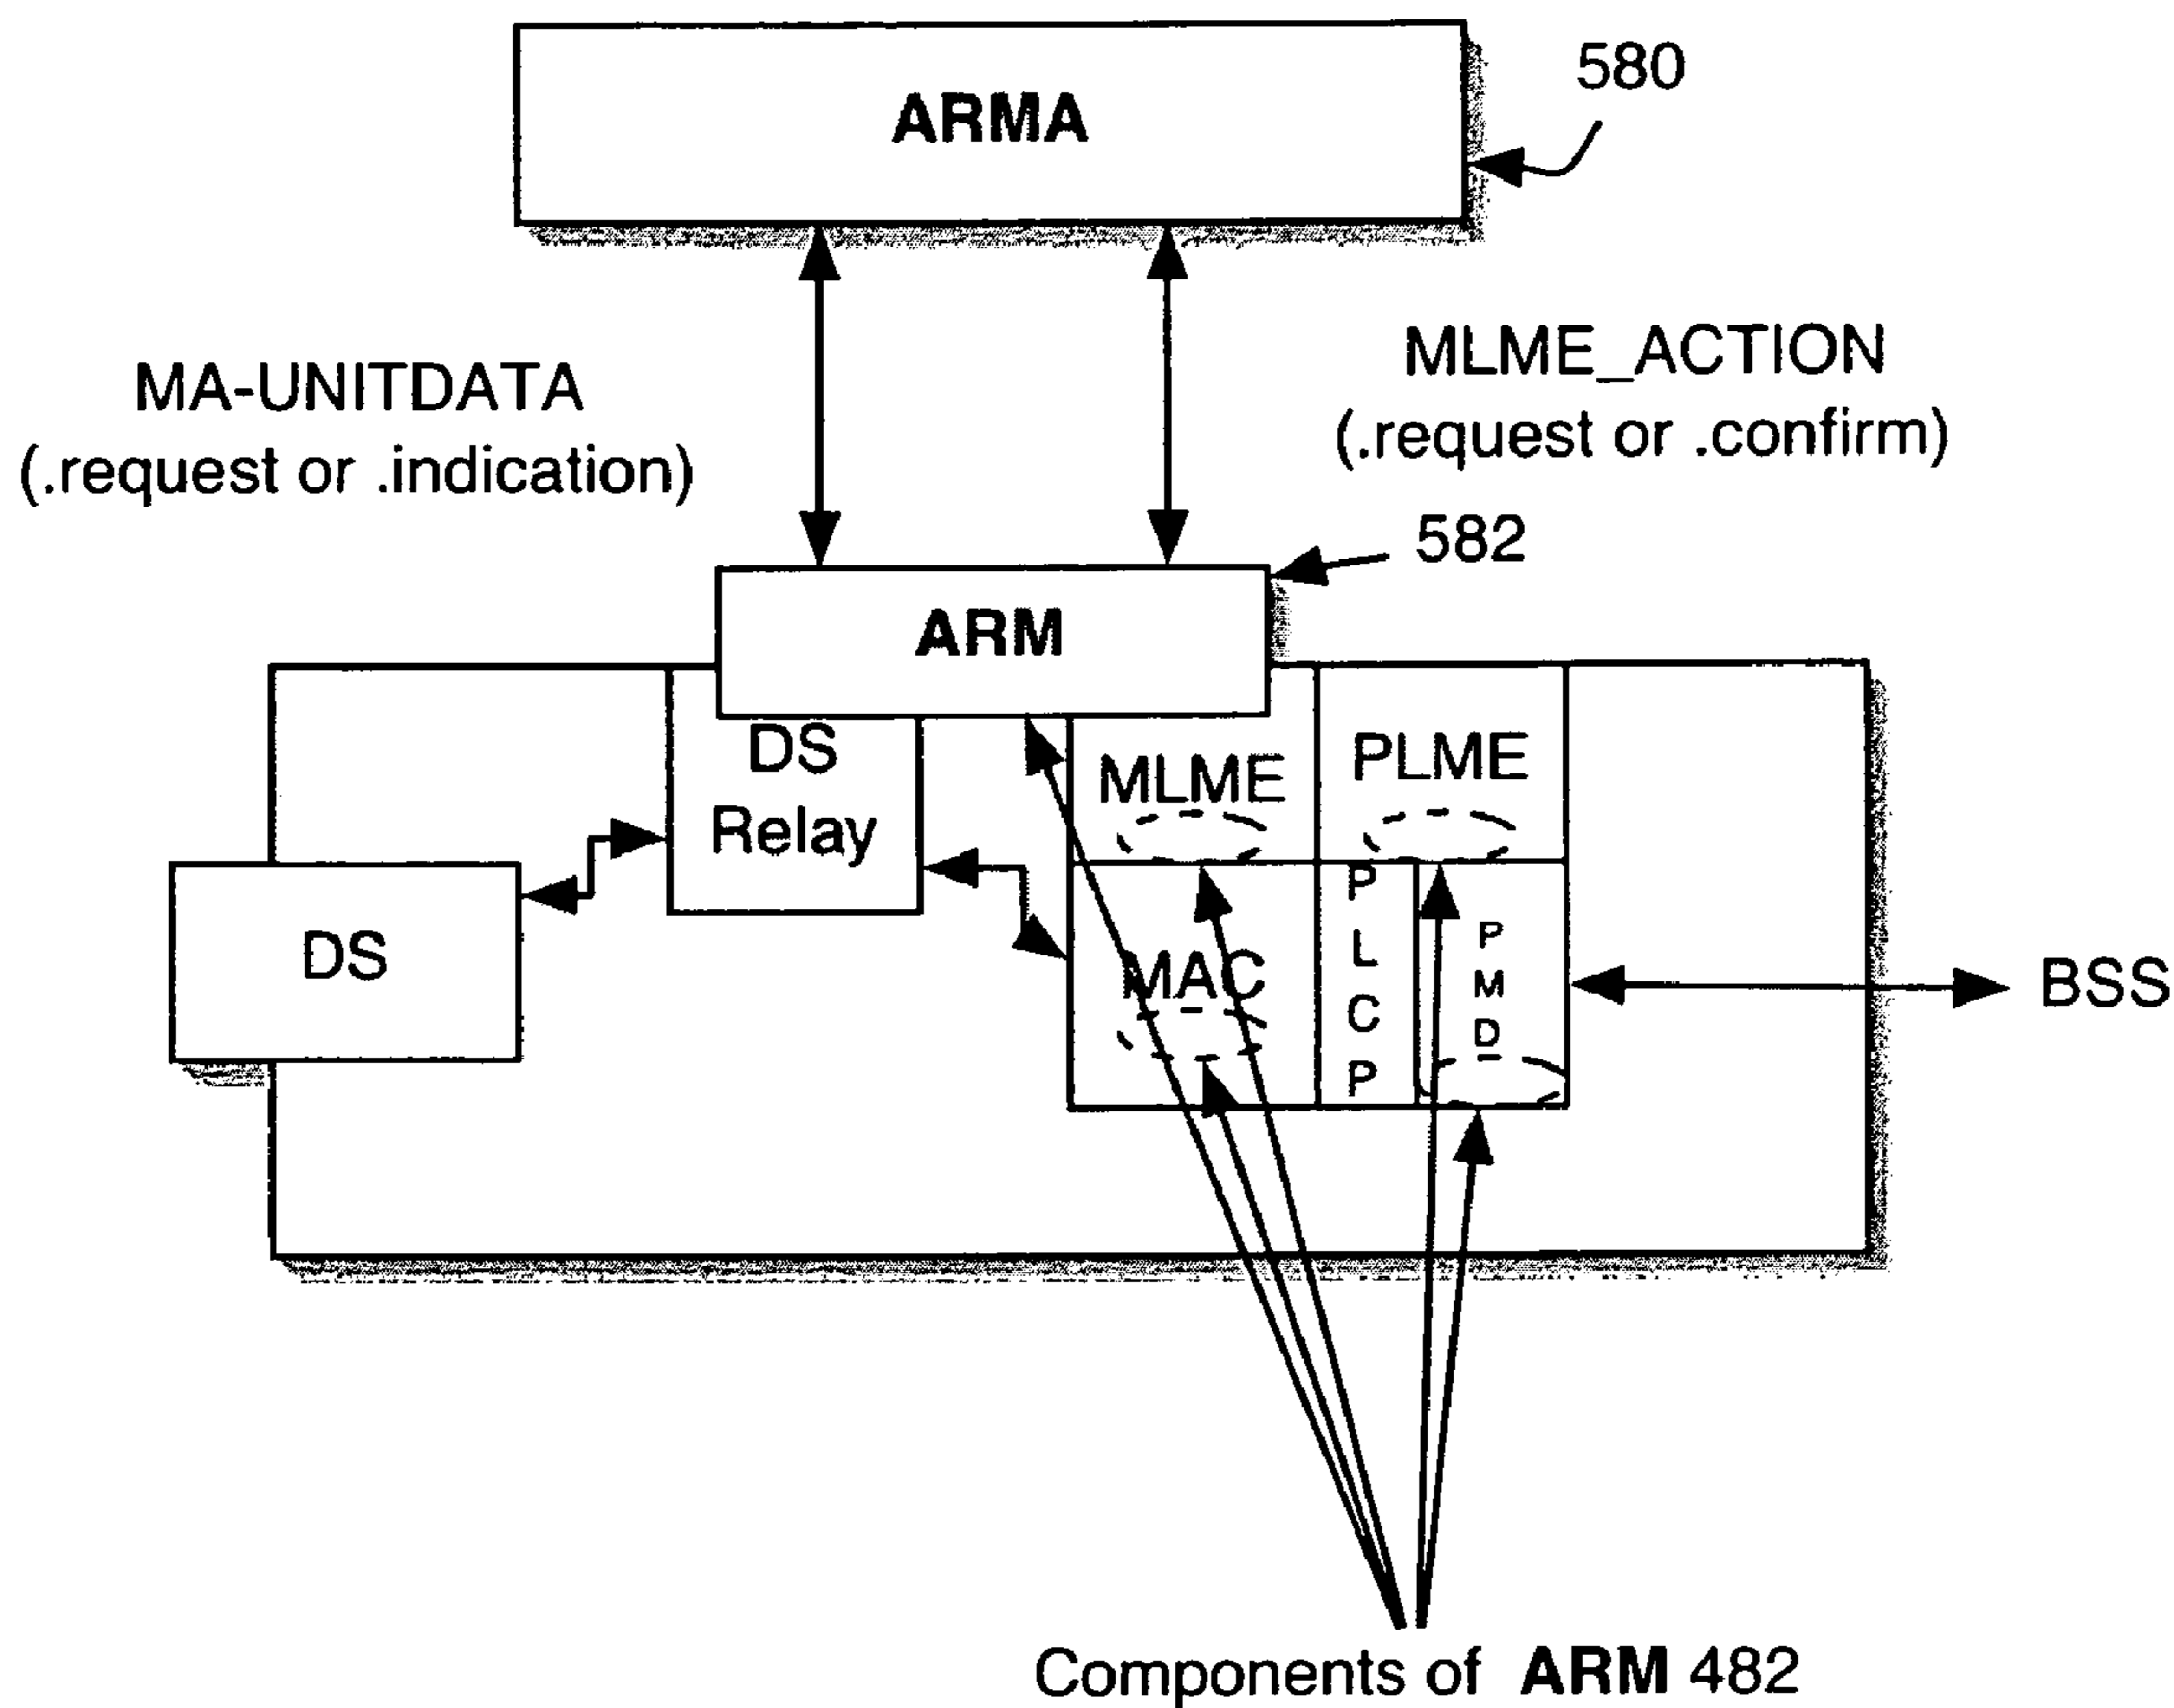 ARMA
580
MA-UNITDATA
(.request or .indication)
MLME_ACTION
(.request or .confirm)
582
ARM
DS
Relay
MLME
PLME
DS
MAC
P
L
C
P
P
M
D
BSS
Components of ARM 482